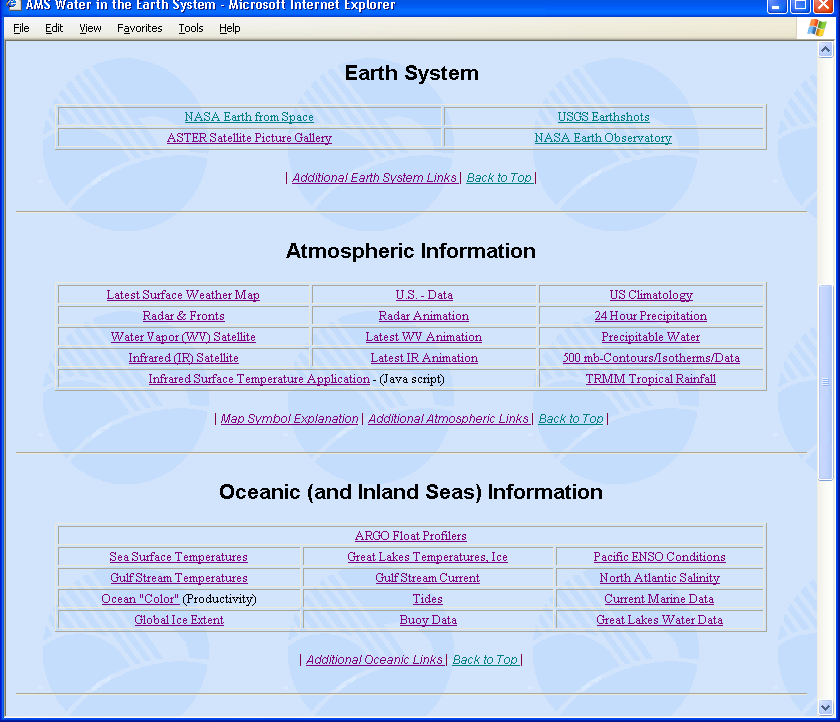 AMS Water in the Earth System - Microsoft Internet Explorer
File Edit View Favorites Tools Help
Earth System
NASA Earth from Space USGS Earthshots
ASTER Satellite Picture Gallery NASA Earth Observatory
| Additional Earth System Links | Back to Top |
Atmospheric Information
Latest Surface Weather Map U.S. - Data US Climatology
Radar & Fronts Radar Animation 24 Hour Precipitation
Water Vapor (WV) Satellite Latest WV Animation Precipitable Water
Infrared (IR) Satellite Latest IR Animation 500 mb-Contours/Isotherms/Data
Infrared Surface Temperature Application - (Java script) TRMM Tropical Rainfall
| Map Symbol Explanation | Additional Atmospheric Links | Back to Top |
Oceanic (and Inland Seas) Information
ARGO Float Profilers
Sea Surface Temperatures Great Lakes Temperatures, Ice Pacific ENSO Conditions
Gulf Stream Temperatures Gulf Stream Current North Atlantic Salinity
Ocean "Color" (Productivity) Tides Current Marine Data
Global Ice Extent Buoy Data Great Lakes Water Data
| Additional Oceanic Links | Back to Top |